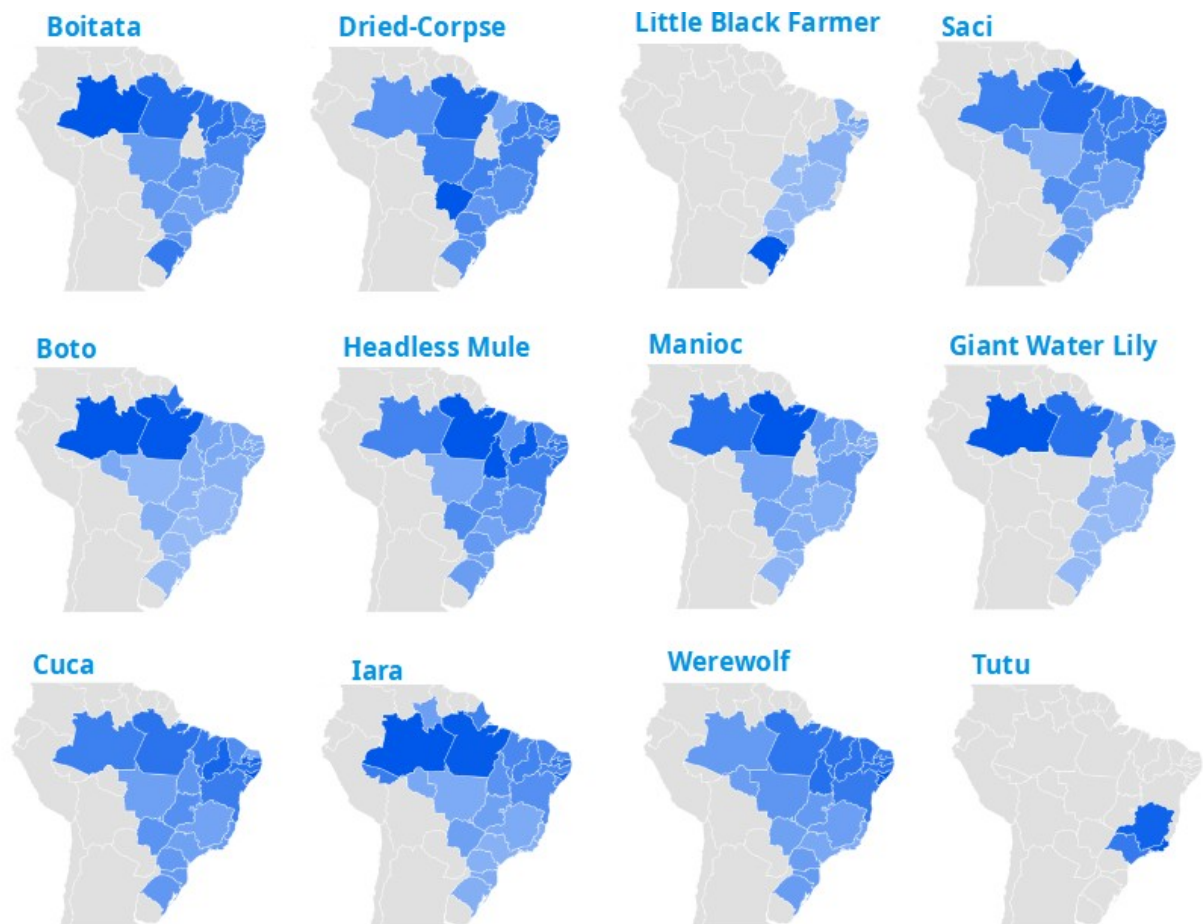 Boitata
Dried-Corpse
Little Black Farmer
Saci
Boto
Headless Mule
Manioc
Giant Water Lily
Cuca
Iara
Werewolf
Tutu